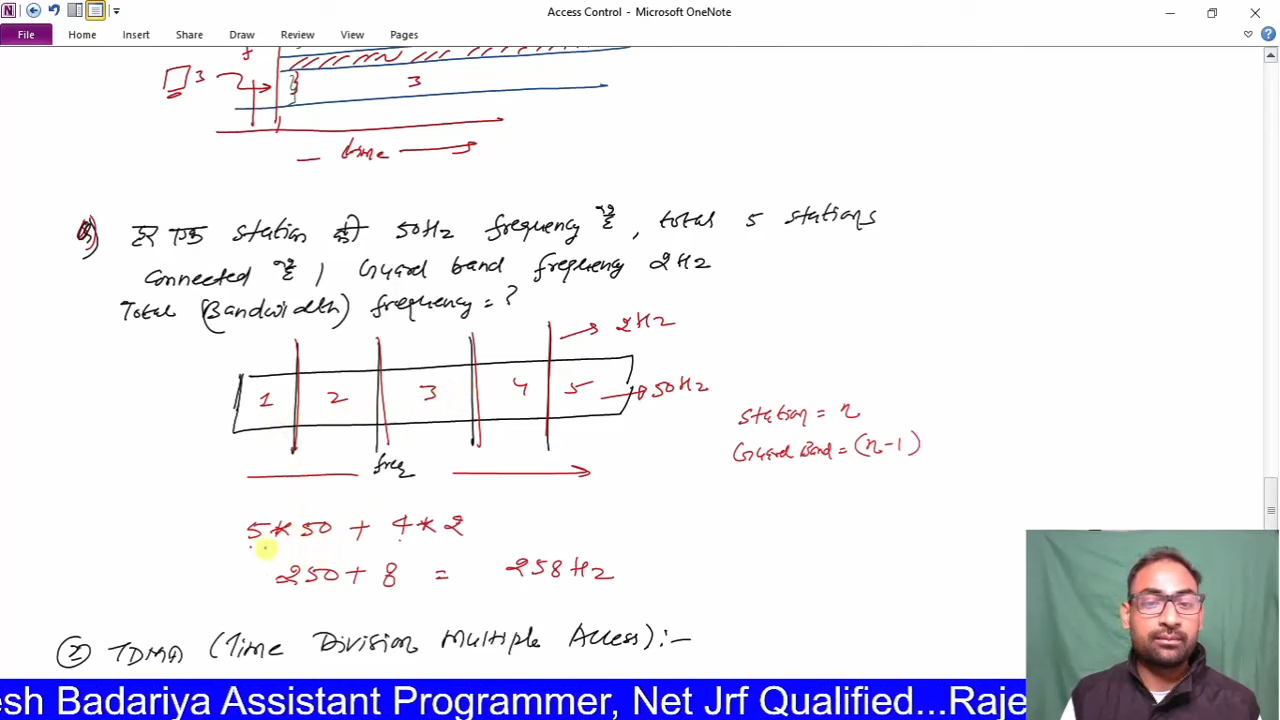 Access Control - Microsoft OneNote
File Home Insert Share Draw Review View Pages
f
3
3
time
Q) हर एक station की 50Hz frequency है, total 5 stations
connected है। Guard band frequency 2Hz
Total (Bandwidth) frequency = ?
2Hz
1 2 3 4 5 50Hz
Station = n
Guard Band = (n-1)
freq
5*50 + 4*2
250 + 8 = 258Hz
② TDMA (Time Division Multiple Access):-
esh Badariya Assistant Programmer, Net Jrf Qualified...Raje